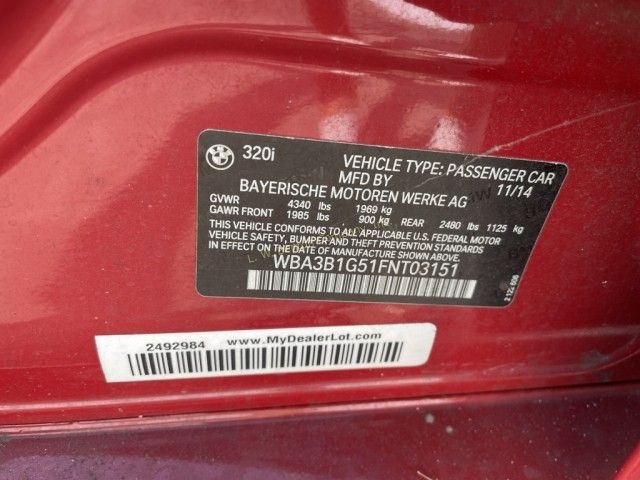 320i
VEHICLE TYPE: PASSENGER CAR
MFD BY 11/14
BAYERISCHE MOTOREN WERKE AG
GVWR 4340 lbs 1969 kg
GAWR FRONT 1985 lbs 900 kg REAR 2480 lbs 1125 kg
THIS VEHICLE CONFORMS TO ALL APPLICABLE U.S. FEDERAL MOTOR
VEHICLE SAFETY, BUMPER, AND THEFT PREVENTION STANDARDS
IN EFFECT ON THE DATE OF MANUFACTURE SHOWN ABOVE.
WBA3B1G51FNT03151
2492984 www.MyDealerLot.com